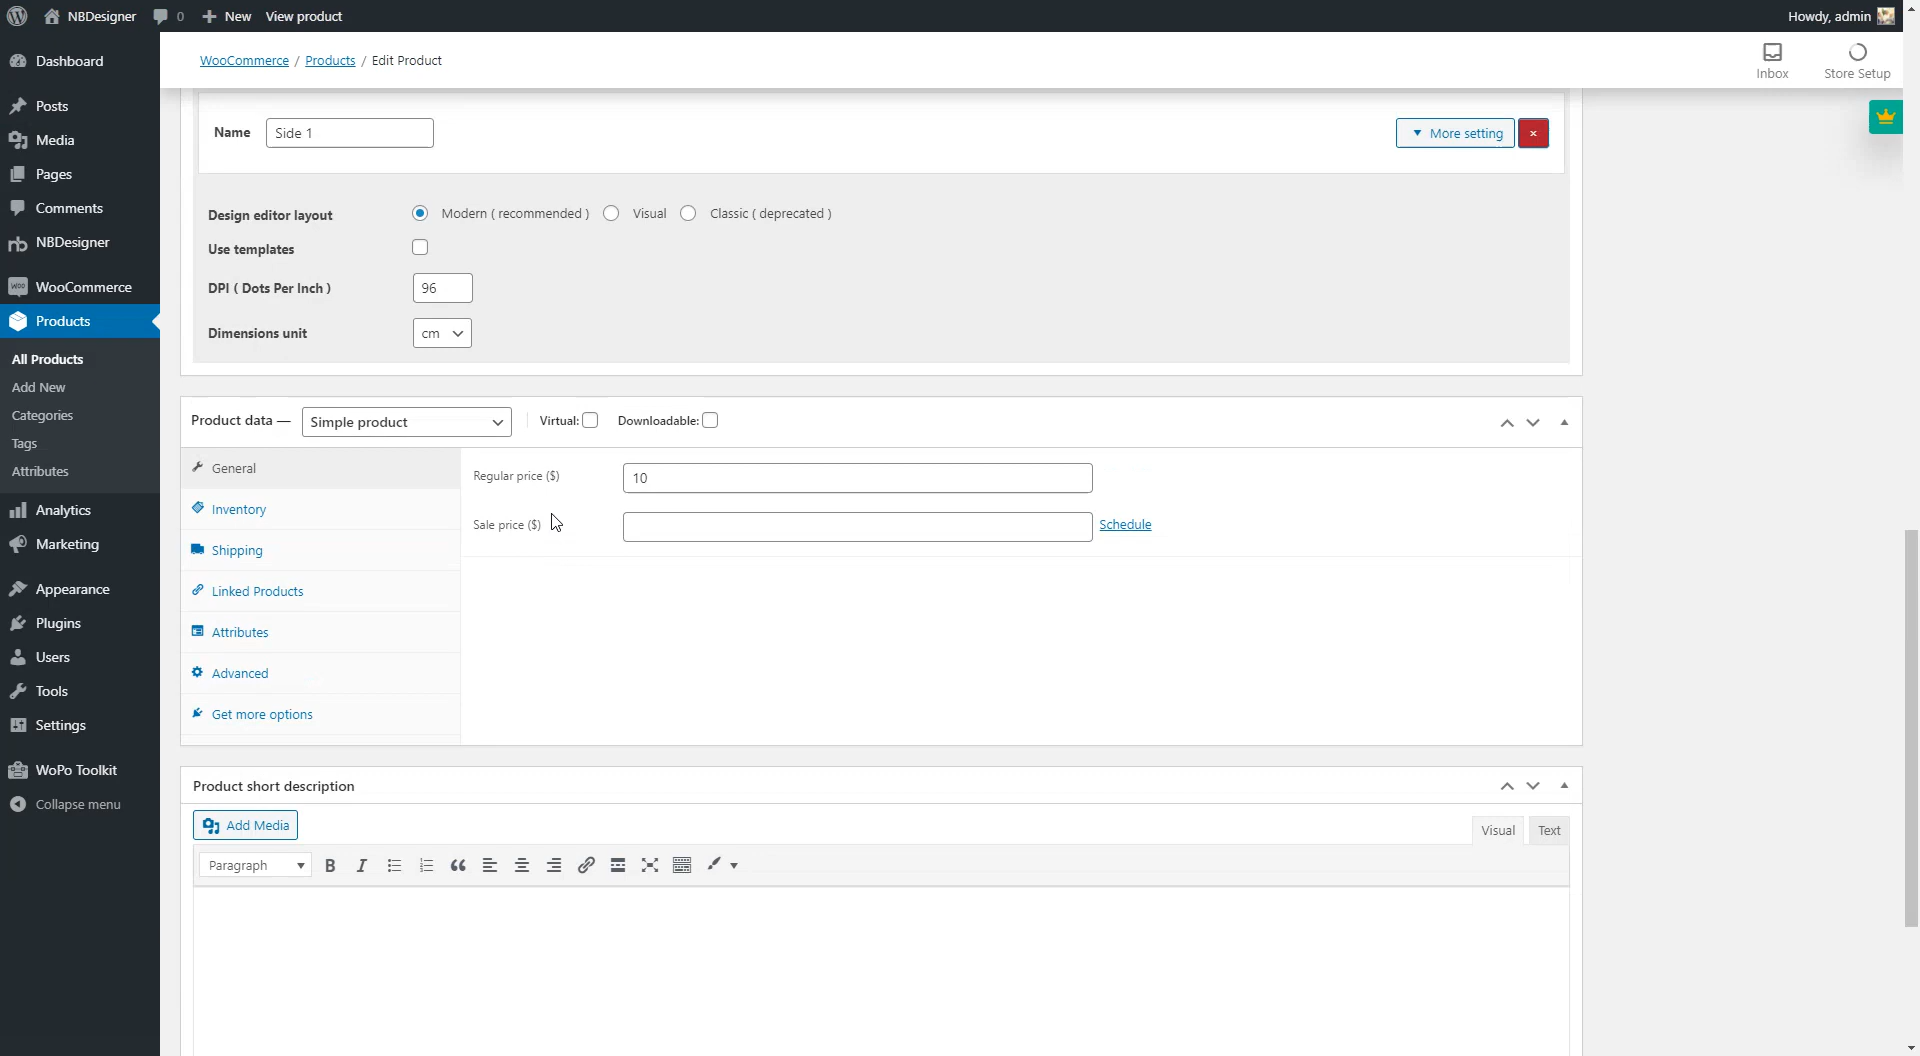 NBDesigner 0 New View product Howdy, admin
WooCommerce / Products / Edit Product
Inbox
Store Setup
Dashboard
Posts
Media
Pages
Comments
NBDesigner
WooCommerce
Products
All Products
Add New
Categories
Tags
Attributes
Analytics
Marketing
Appearance
Plugins
Users
Tools
Settings
WoPo Toolkit
Collapse menu
Name Side 1 More setting ×
Design editor layout Modern ( recommended ) Visual Classic ( deprecated )
Use templates
DPI ( Dots Per Inch ) 96
Dimensions unit cm
Product data — Simple product Virtual: Downloadable:
General
Inventory
Shipping
Linked Products
Attributes
Advanced
Get more options
Regular price ($) 10
Sale price ($) Schedule
Product short description
Add Media
Visual Text
Paragraph B I